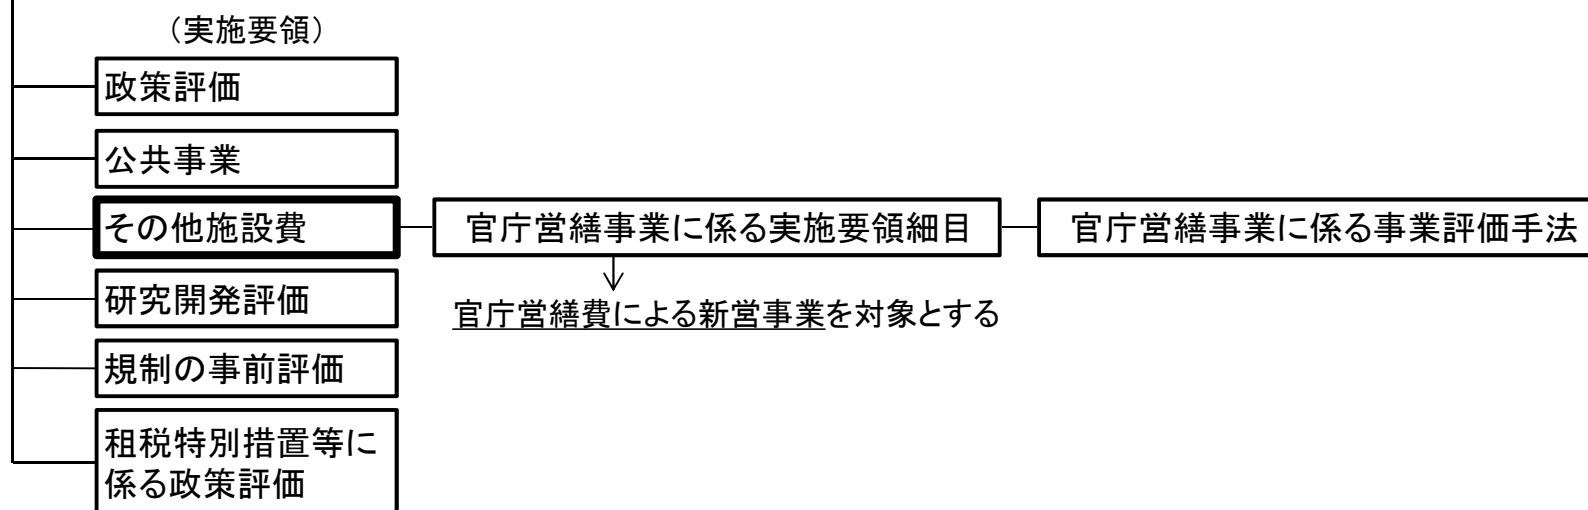 （実施要領）
政策評価
公共事業
その他施設費
官庁営繕事業に係る実施要領細目
官庁営繕事業に係る事業評価手法
官庁営繕費による新営事業を対象とする
研究開発評価
規制の事前評価
租税特別措置等に
係る政策評価